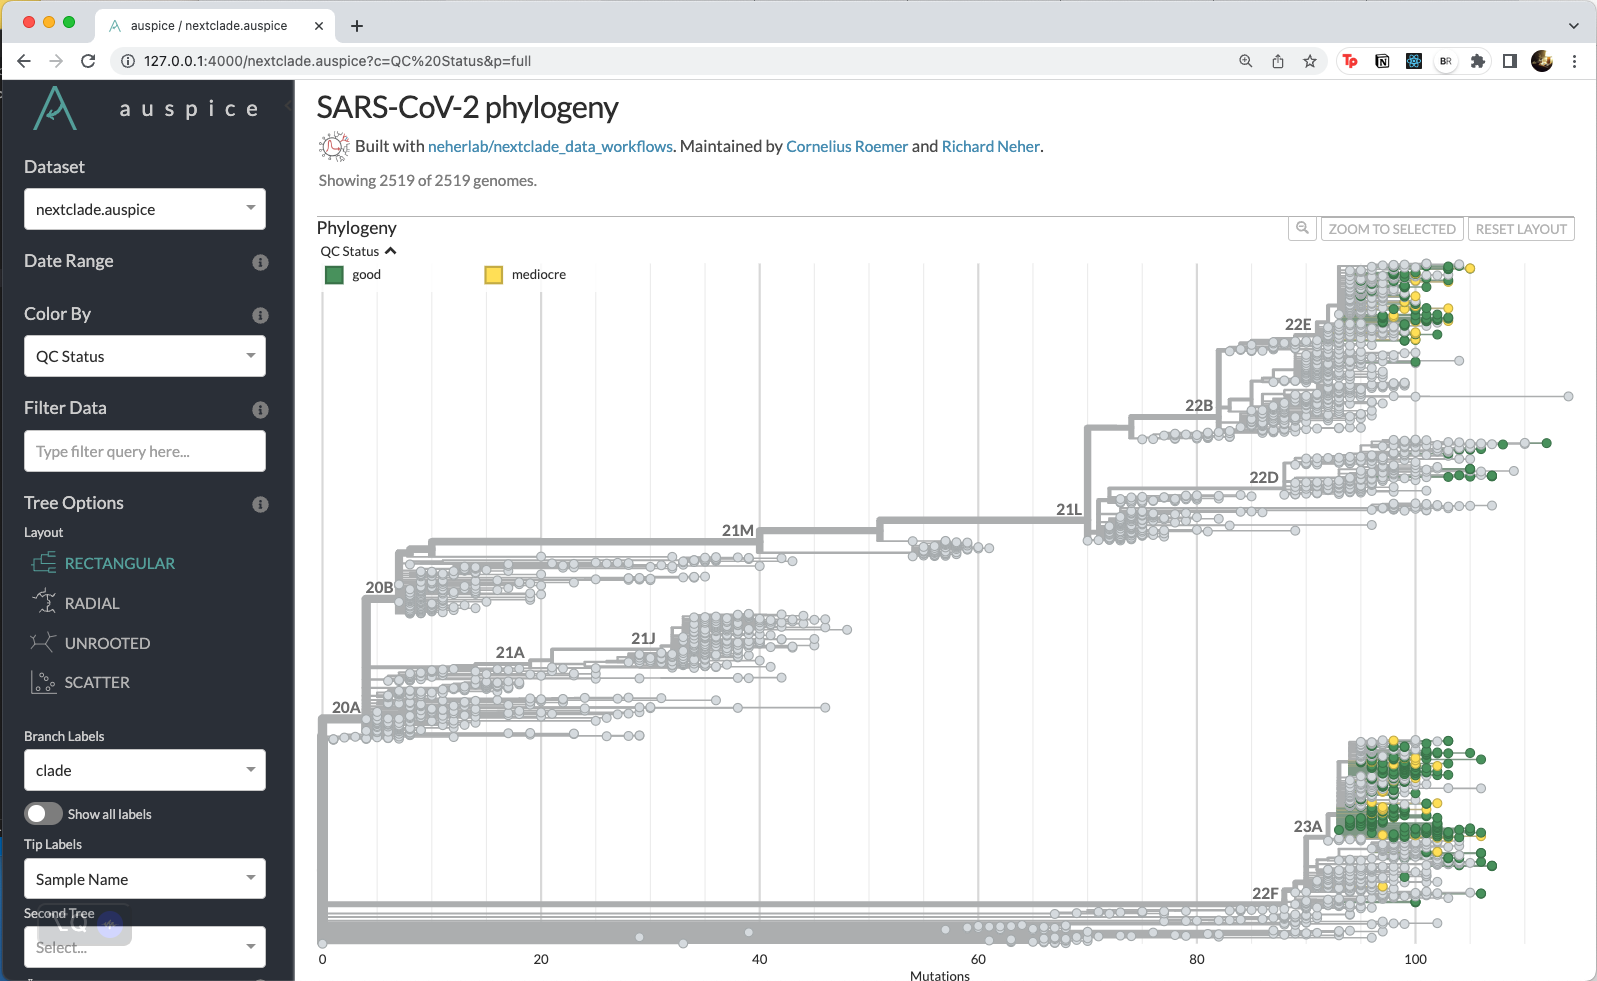 auspice / nextclade.auspice
127.0.0.1:4000/nextclade.auspice?c=QC%20Status&p=full
BR
auspice
Dataset
nextclade.auspice
Date Range
Color By
QC Status
Filter Data
Type filter query here...
Tree Options
Layout
RECTANGULAR
RADIAL
UNROOTED
SCATTER
Branch Labels
clade
Show all labels
Tip Labels
Sample Name
Second Tree
Select...
SARS-CoV-2 phylogeny
Built with neherlab/nextclade_data_workflows. Maintained by Cornelius Roemer and Richard Neher.
Showing 2519 of 2519 genomes.
Phylogeny
ZOOM TO SELECTED
RESET LAYOUT
QC Status
good
mediocre
22E
22B
22D
21L
21M
20B
21J
21A
20A
23A
22F
0 20 40 60 80 100
Mutations